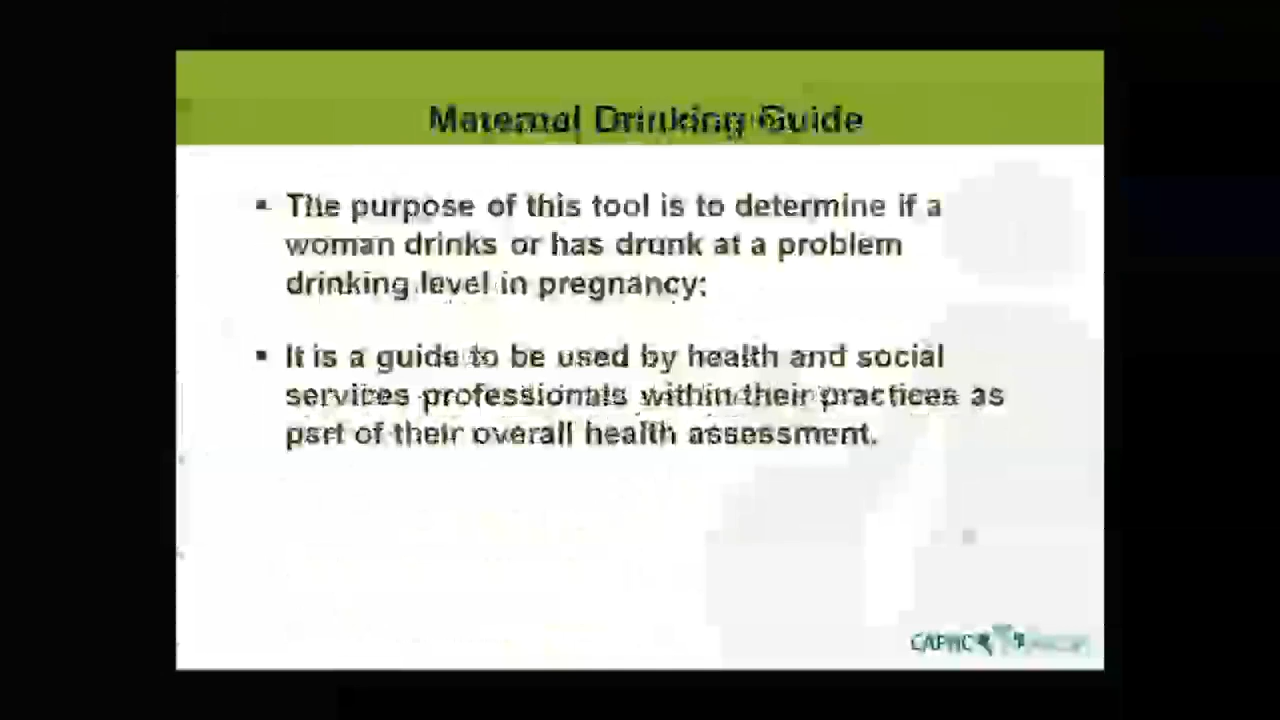 Maternal Drinking Guide
▪ The purpose of this tool is to determine if a
woman drinks or has drunk at a problem
drinking level in pregnancy;
▪ It is a guide to be used by health and social
services professionals within their practices as
part of their overall health assessment.
CAPHC